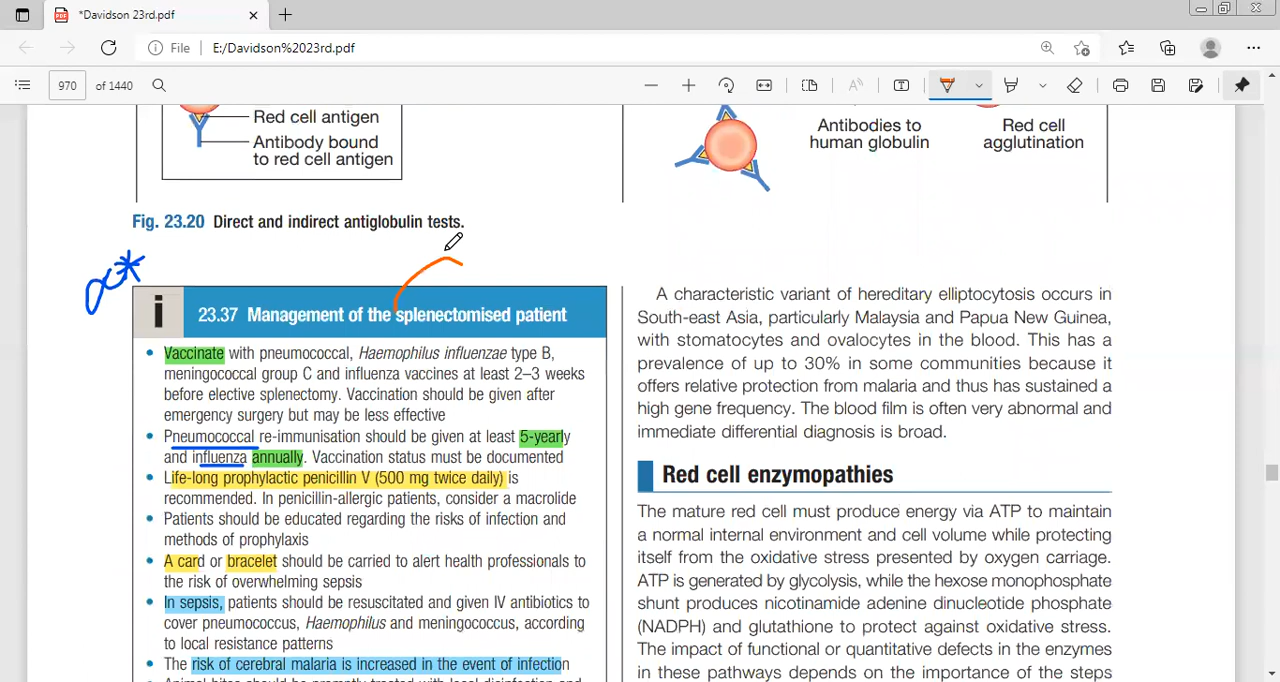 *Davidson 23rd.pdf
File E:/Davidson%2023rd.pdf
970 of 1440
Red cell antigen
Antibody bound
to red cell antigen
Antibodies to
human globulin
Red cell
agglutination
Fig. 23.20 Direct and indirect antiglobulin tests.
i 23.37 Management of the splenectomised patient
• Vaccinate with pneumococcal, Haemophilus influenzae type B,
meningococcal group C and influenza vaccines at least 2–3 weeks
before elective splenectomy. Vaccination should be given after
emergency surgery but may be less effective
• Pneumococcal re-immunisation should be given at least 5-yearly
and influenza annually. Vaccination status must be documented
• Life-long prophylactic penicillin V (500 mg twice daily) is
recommended. In penicillin-allergic patients, consider a macrolide
• Patients should be educated regarding the risks of infection and
methods of prophylaxis
• A card or bracelet should be carried to alert health professionals to
the risk of overwhelming sepsis
• In sepsis, patients should be resuscitated and given IV antibiotics to
cover pneumococcus, Haemophilus and meningococcus, according
to local resistance patterns
• The risk of cerebral malaria is increased in the event of infection
A characteristic variant of hereditary elliptocytosis occurs in
South-east Asia, particularly Malaysia and Papua New Guinea,
with stomatocytes and ovalocytes in the blood. This has a
prevalence of up to 30% in some communities because it
offers relative protection from malaria and thus has sustained a
high gene frequency. The blood film is often very abnormal and
immediate differential diagnosis is broad.
Red cell enzymopathies
The mature red cell must produce energy via ATP to maintain
a normal internal environment and cell volume while protecting
itself from the oxidative stress presented by oxygen carriage.
ATP is generated by glycolysis, while the hexose monophosphate
shunt produces nicotinamide adenine dinucleotide phosphate
(NADPH) and glutathione to protect against oxidative stress.
The impact of functional or quantitative defects in the enzymes
in these pathways depends on the importance of the steps